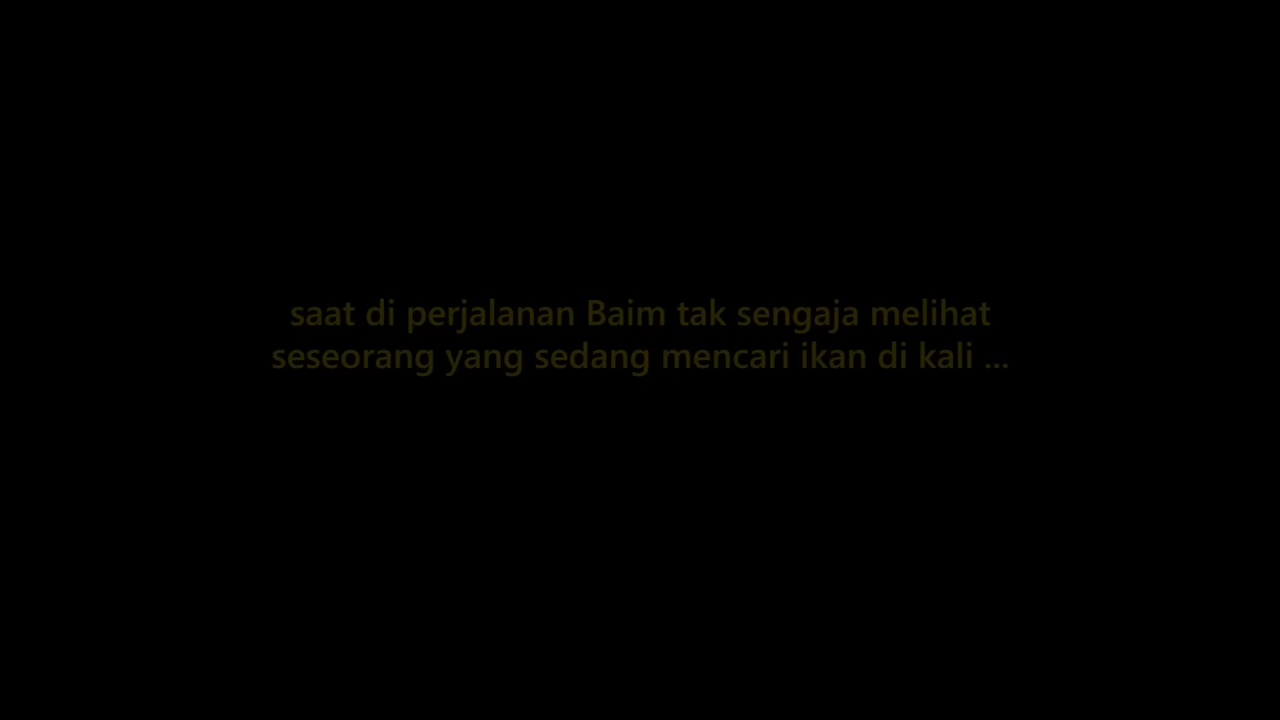 saat di perjalanan Baim tak sengaja melihat
seseorang yang sedang mencari ikan di kali ...